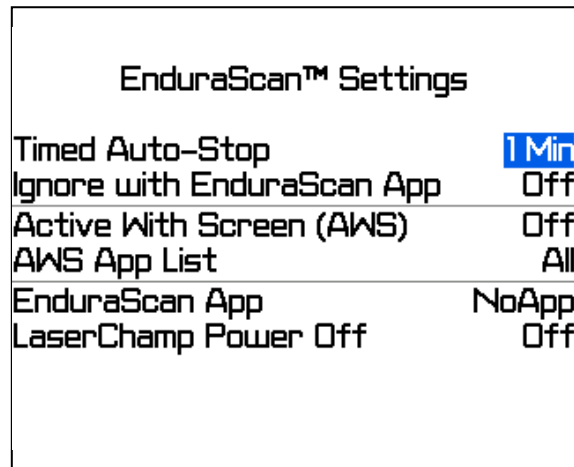 EnduraScan™ Settings
Timed Auto-Stop 1 Min
Ignore with EnduraScan App Off
Active With Screen (AWS) Off
AWS App List All
EnduraScan App NoApp
LaserChamp Power Off Off